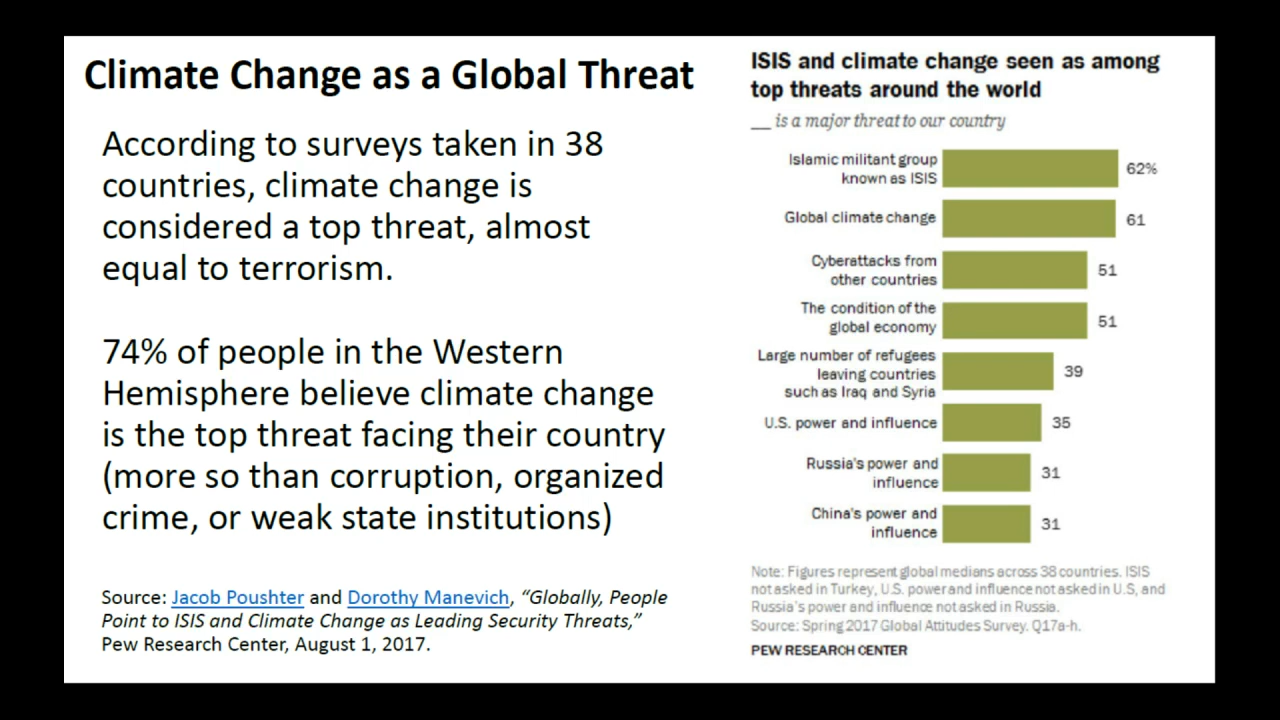 Climate Change as a Global Threat
According to surveys taken in 38
countries, climate change is
considered a top threat, almost
equal to terrorism.
74% of people in the Western
Hemisphere believe climate change
is the top threat facing their country
(more so than corruption, organized
crime, or weak state institutions)
Source: Jacob Poushter and Dorothy Manevich, “Globally, People
Point to ISIS and Climate Change as Leading Security Threats,”
Pew Research Center, August 1, 2017.
ISIS and climate change seen as among
top threats around the world
__ is a major threat to our country
Islamic militant group
known as ISIS 62%
Global climate change 61
Cyberattacks from
other countries 51
The condition of the
global economy 51
Large number of refugees
leaving countries 39
such as Iraq and Syria
U.S. power and influence 35
Russia's power and
influence 31
China's power and
influence 31
Note: Figures represent global medians across 38 countries. ISIS
not asked in Turkey, U.S. power and influence not asked in U.S, and
Russia's power and influence not asked in Russia.
Source: Spring 2017 Global Attitudes Survey. Q17a-h.
PEW RESEARCH CENTER